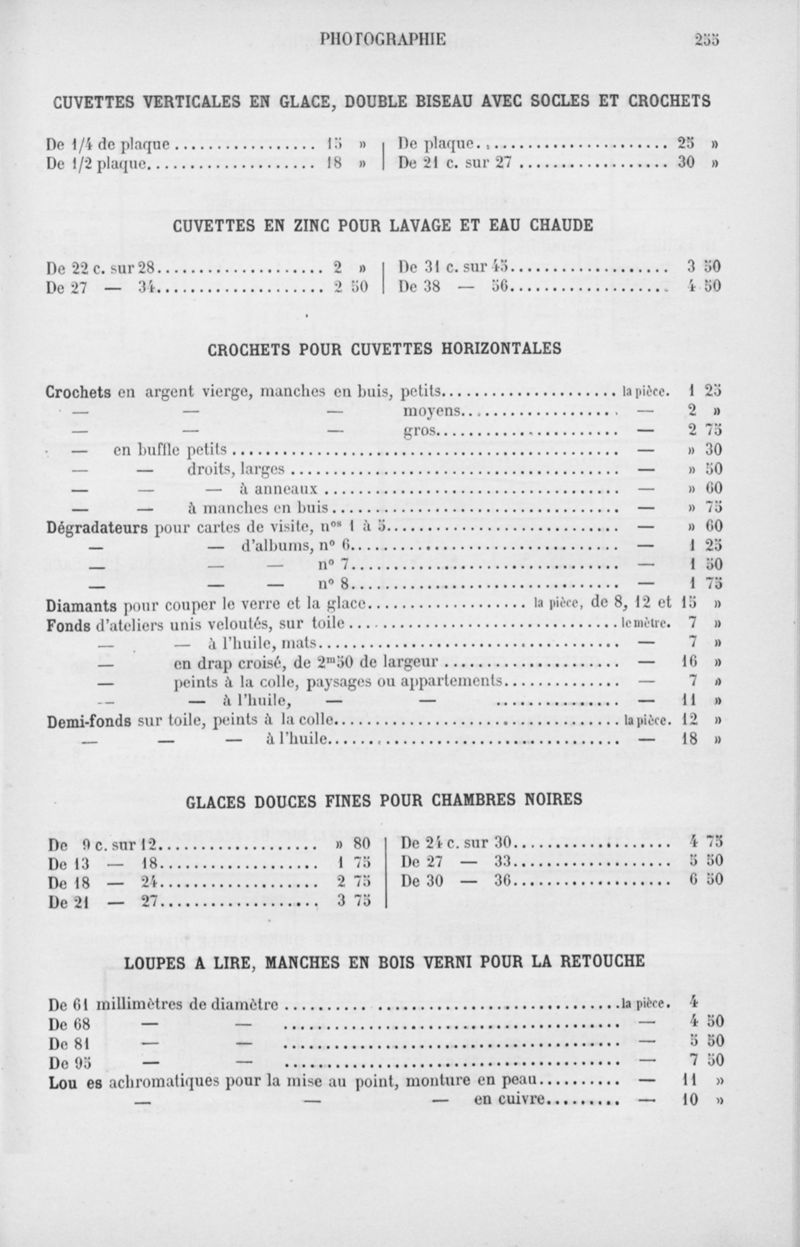 PHOTOGRAPHIE 255
CUVETTES VERTICALES EN GLACE, DOUBLE BISEAU AVEC SOCLES ET CROCHETS
De 1/4 de plaque .................. 15 »
De 1/2 plaque..................... 18 »
De plaque....................... 25 »
De 21 c. sur 27 ................... 30 »
CUVETTES EN ZINC POUR LAVAGE ET EAU CHAUDE
De 22 c. sur 28..................... 2 »
De 27 — 34..................... 2 50
De 31 c. sur 45.................... 3 50
De 38 — 56.................... 4 50
CROCHETS POUR CUVETTES HORIZONTALES
Crochets en argent vierge, manches en buis, petits...................... la pièce. 1 25
— — — moyens................... — 2 »
— — — gros....................... — 2 75
— en buffle petits ................................................ — » 30
— — droits, larges ......................................... — » 50
— — — à anneaux ..................................... — » 60
— — à manches en buis .................................... — » 75
Dégradateurs pour cartes de visite, nos 1 à 5............................. — » 60
— — d'albums, n° 6.................................. — 1 25
— — — n° 7.................................. — 1 50
— — — n° 8.................................. — 1 75
Diamants pour couper le verre et la glace.................... la pièce, de 8, 12 et 15 »
Fonds d'ateliers unis veloutés, sur toile ................................. le mètre. 7 »
— — à l'huile, mats..................................... — 7 »
— en drap croisé, de 2m50 de largeur ...................... — 16 »
— peints à la colle, paysages ou appartements.............. — 7 »
— — à l'huile, — — ................ — 11 »
Demi-fonds sur toile, peints à la colle................................... la pièce. 12 »
— — — à l'huile.................................... — 18 »
GLACES DOUCES FINES POUR CHAMBRES NOIRES
De 9 c. sur 12.................... » 80
De 13 — 18.................... 1 75
De 18 — 24.................... 2 75
De 21 — 27.................... 3 75
De 24 c. sur 30.................... 4 75
De 27 — 33.................... 5 50
De 30 — 36.................... 6 50
LOUPES A LIRE, MANCHES EN BOIS VERNI POUR LA RETOUCHE
De 61 millimètres de diamètre ........................................ la pièce. 4
De 68 — — ......................................... — 4 50
De 81 — — ......................................... — 5 50
De 95 — — ......................................... — 7 50
Lou es achromatiques pour la mise au point, monture en peau.......... — 11 »
— — — en cuivre......... — 10 »